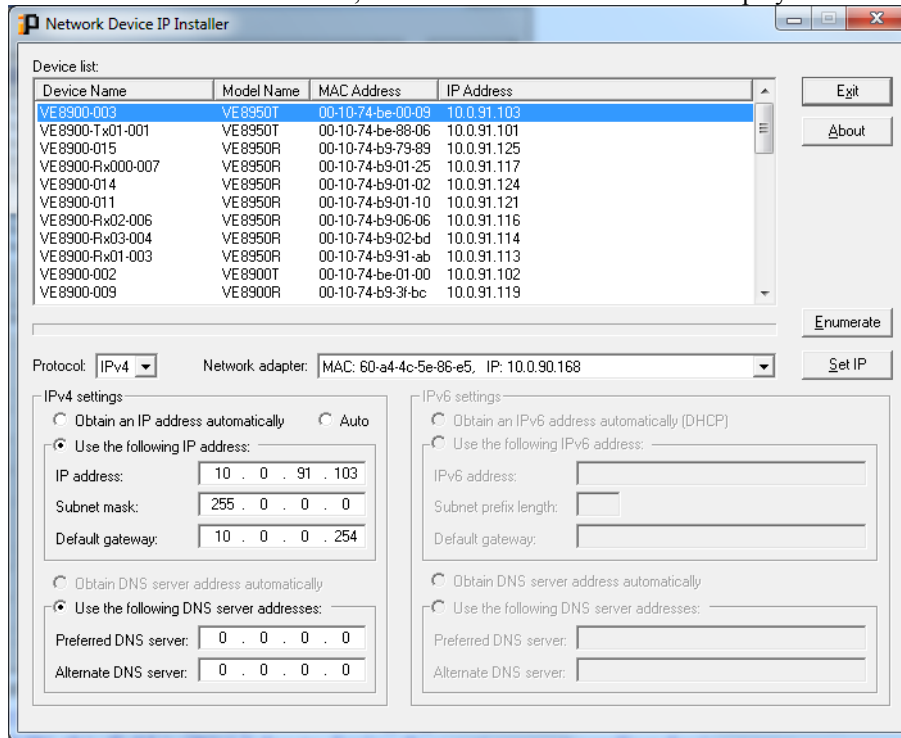 Network Device IP Installer
Device list:
Device Name Model Name MAC Address IP Address
VE8900-003 VE8950T 00-10-74-be-00-09 10.0.91.103
VE8900-Tx01-001 VE8950T 00-10-74-be-88-06 10.0.91.101
VE8900-015 VE8950R 00-10-74-b9-79-89 10.0.91.125
VE8900-Rx000-007 VE8950R 00-10-74-b9-01-25 10.0.91.117
VE8900-014 VE8950R 00-10-74-b9-01-02 10.0.91.124
VE8900-011 VE8950R 00-10-74-b9-01-10 10.0.91.121
VE8900-Rx02-006 VE8950R 00-10-74-b9-06-06 10.0.91.116
VE8900-Rx03-004 VE8950R 00-10-74-b9-02-bd 10.0.91.114
VE8900-Rx01-003 VE8950R 00-10-74-b9-91-ab 10.0.91.113
VE8900-002 VE8900T 00-10-74-be-01-00 10.0.91.102
VE8900-009 VE8900R 00-10-74-b9-3f-bc 10.0.91.119
Exit
About
Enumerate
Protocol: IPv4 Network adapter: MAC: 60-a4-4c-5e-86-e5, IP: 10.0.90.168 Set IP
IPv4 settings
Obtain an IP address automatically Auto
Use the following IP address:
IP address: 10 . 0 . 91 . 103
Subnet mask: 255 . 0 . 0 . 0
Default gateway: 10 . 0 . 0 . 254
Obtain DNS server address automatically
Use the following DNS server addresses:
Preferred DNS server: 0 . 0 . 0 . 0
Alternate DNS server: 0 . 0 . 0 . 0
IPv6 settings
Obtain an IPv6 address automatically (DHCP)
Use the following IPv6 address:
IPv6 address:
Subnet prefix length:
Default gateway:
Obtain DNS server address automatically
Use the following DNS server addresses:
Preferred DNS server:
Alternate DNS server: